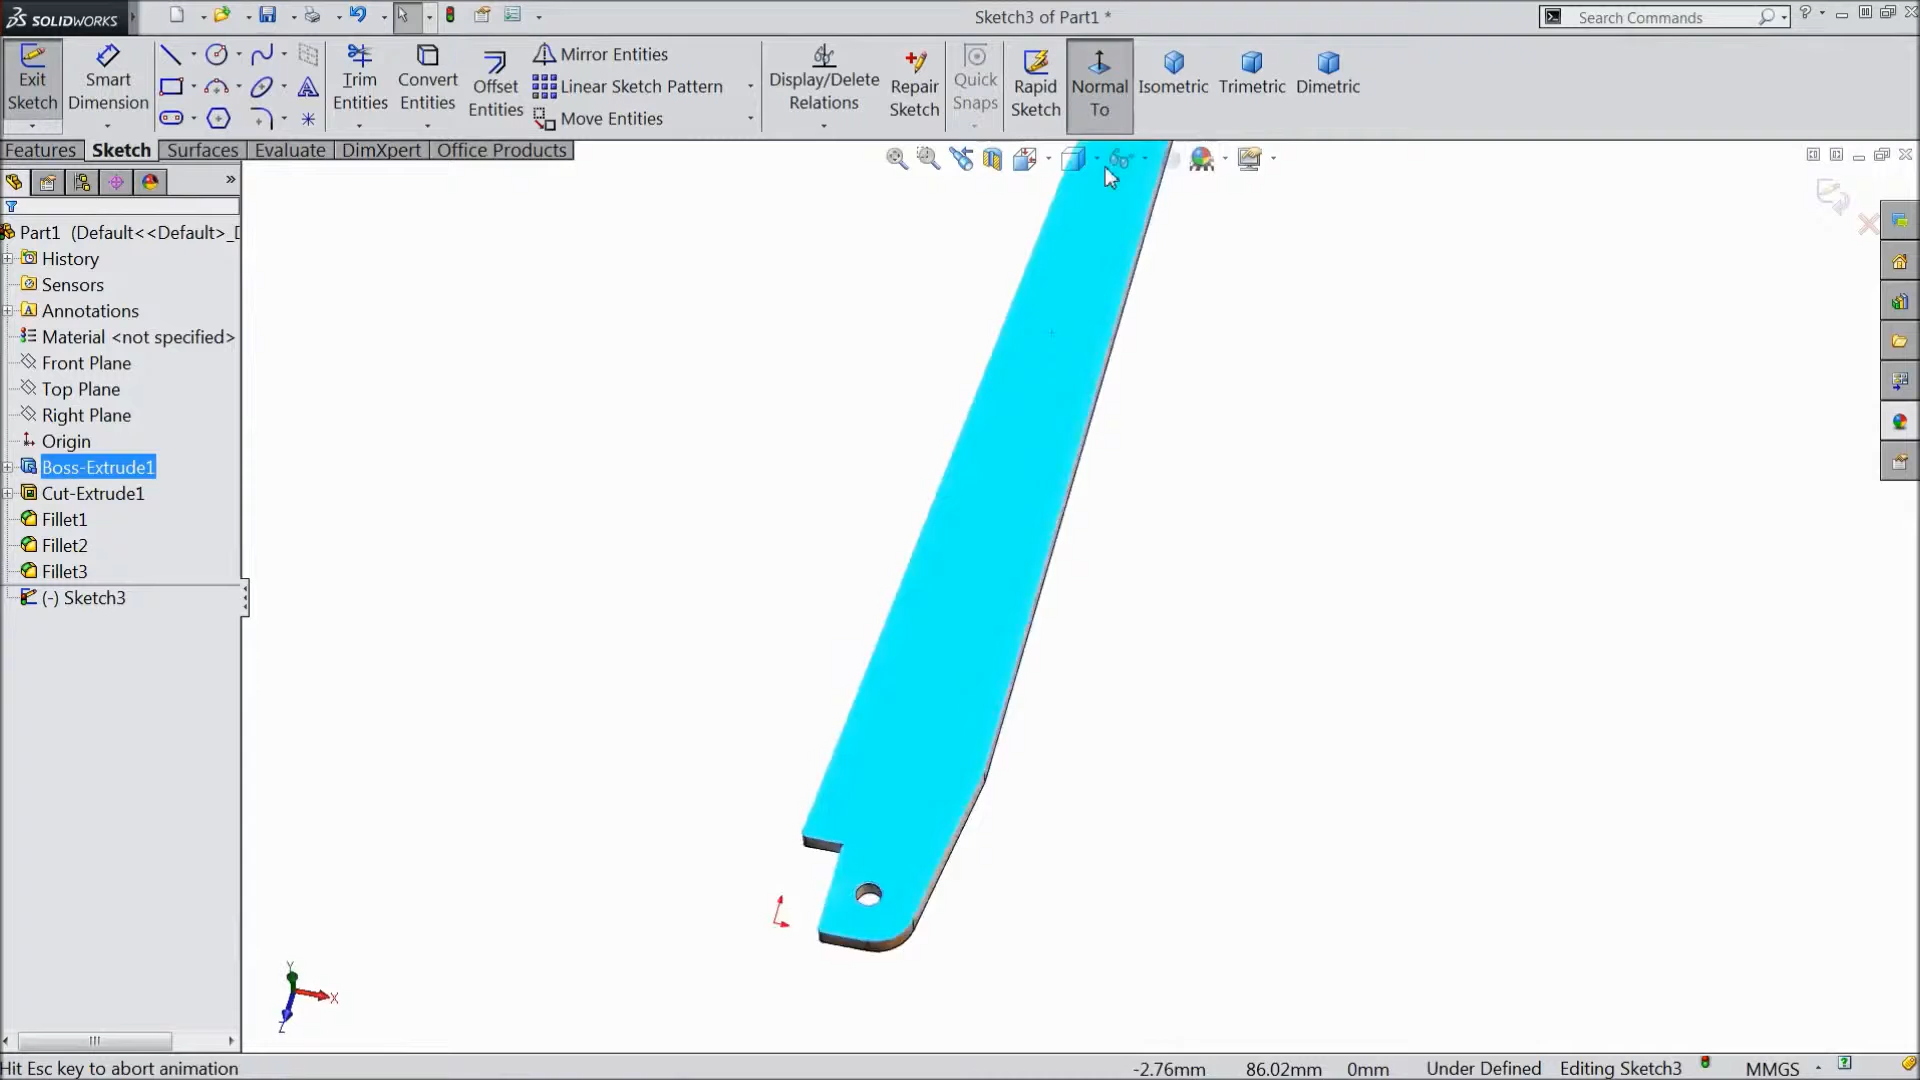 SOLIDWORKS
Sketch3 of Part1 *
Search Commands
Exit Sketch
Smart Dimension
Trim Entities
Convert Entities
Offset Entities
Mirror Entities
Linear Sketch Pattern
Move Entities
Display/Delete Relations
Repair Sketch
Quick Snaps
Rapid Sketch
Normal To
Isometric
Trimetric
Dimetric
Features
Sketch
Surfaces
Evaluate
DimXpert
Office Products
Part1 (Default<<Default>_
History
Sensors
Annotations
Material <not specified>
Front Plane
Top Plane
Right Plane
Origin
Boss-Extrude1
Cut-Extrude1
Fillet1
Fillet2
Fillet3
(-) Sketch3
Y
X
Z
Hit Esc key to abort animation
-2.76mm
86.02mm
0mm
Under Defined
Editing Sketch3
MMGS